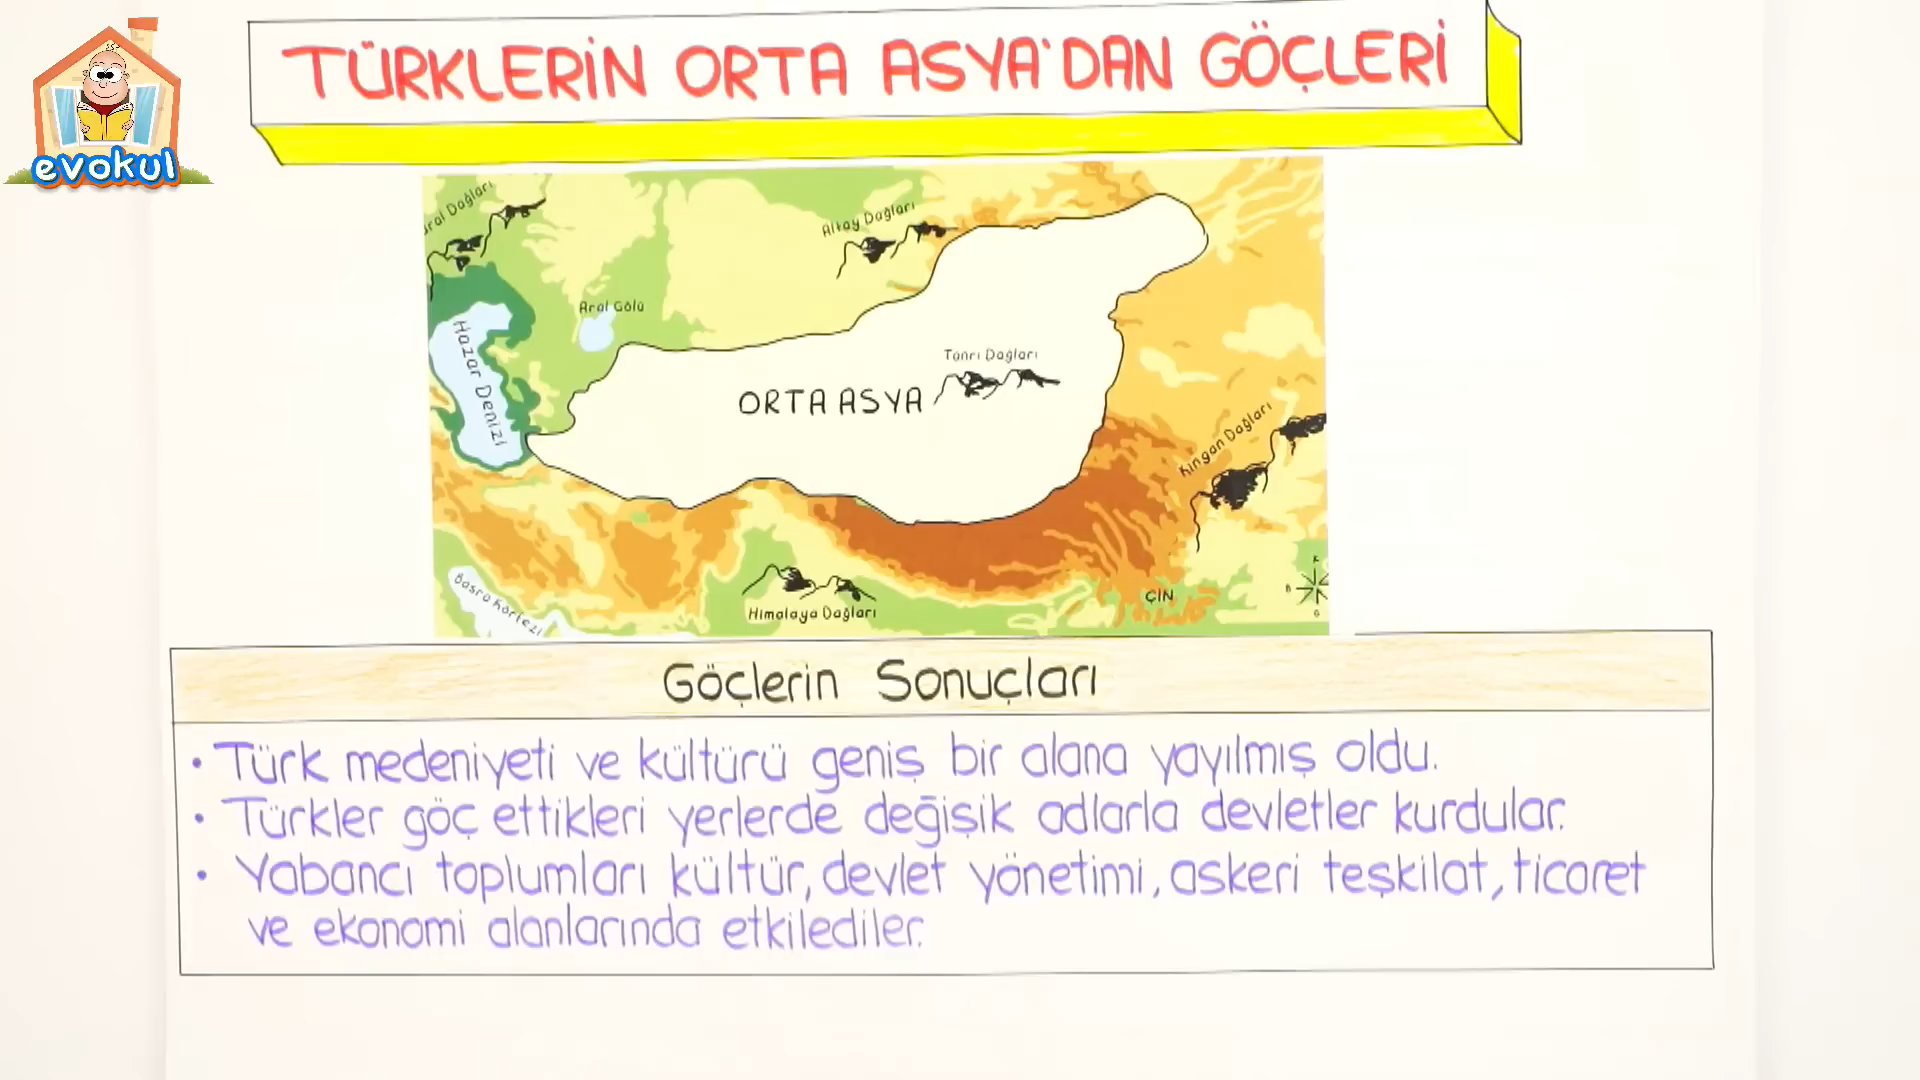 evokul
TÜRKLERİN ORTA ASYA'DAN GÖÇLERİ
Altay Dağları
Aral Gölü
Hazar Denizi
Tanrı Dağları
ORTA ASYA
Kingan Dağları
Basra Körfezi
Himalaya Dağları
ÇİN
Göçlerin Sonuçları
• Türk medeniyeti ve kültürü geniş bir alana yayılmış oldu.
• Türkler göç ettikleri yerlerde değişik adlarla devletler kurdular.
• Yabancı toplumları kültür, devlet yönetimi, askeri teşkilat, ticaret
ve ekonomi alanlarında etkilediler.